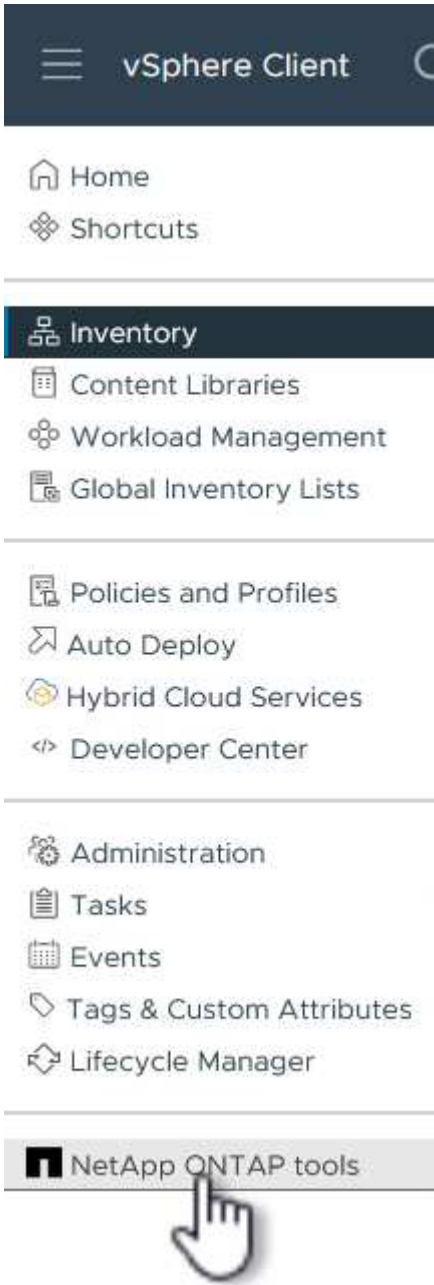 vSphere Client
Home
Shortcuts
Inventory
Content Libraries
Workload Management
Global Inventory Lists
Policies and Profiles
Auto Deploy
Hybrid Cloud Services
Developer Center
Administration
Tasks
Events
Tags & Custom Attributes
Lifecycle Manager
NetApp ONTAP tools